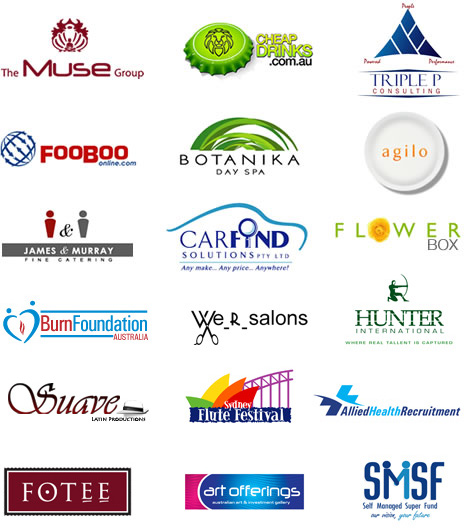 The Muse Group
CHEAP
DRINKS
.com.au
People
Powered
Performance
TRIPLE P
CONSULTING
FOOBOO
online.com
BOTANIKA
DAY SPA
agilo
i & i
JAMES & MURRAY
FINE CATERING
CARFIND
SOLUTIONS PTY LTD
Any make... Any price... Anywhere!
FLOWER
BOX
BurnFoundation
AUSTRALIA
We_R_salons
HUNTER
INTERNATIONAL
WHERE REAL TALLENT IS CAPTURED
Suave
LATIN PRODUCTIONS
Sydney
Flute Festival
AlliedHealthRecruitment
FOTEE
art offerings
australian art & investment gallery
SMSF
Self Managed Super Fund
our vision, your future